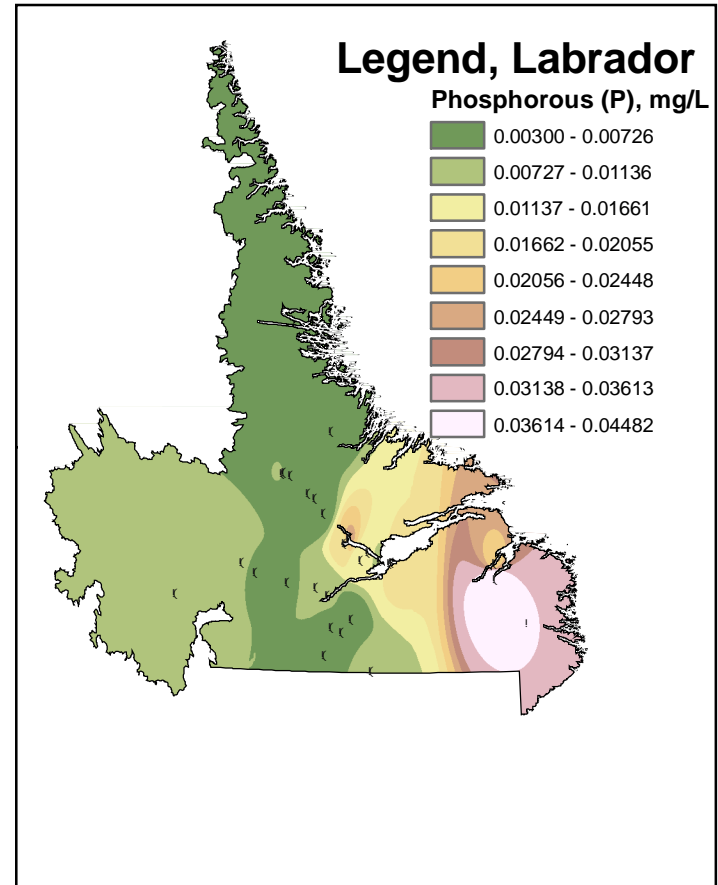 Legend, Labrador
Phosphorous (P), mg/L
0.00300 - 0.00726
0.00727 - 0.01136
0.01137 - 0.01661
0.01662 - 0.02055
0.02056 - 0.02448
0.02449 - 0.02793
0.02794 - 0.03137
0.03138 - 0.03613
0.03614 - 0.04482